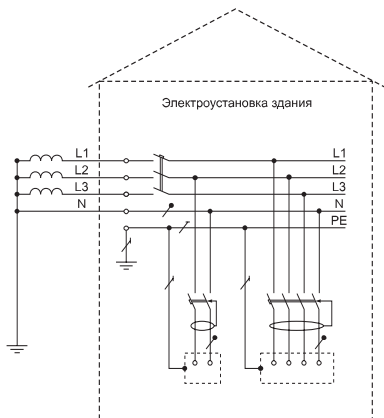 Электроустановка здания
L1 L1
L2 L2
L3 L3
N N
PE